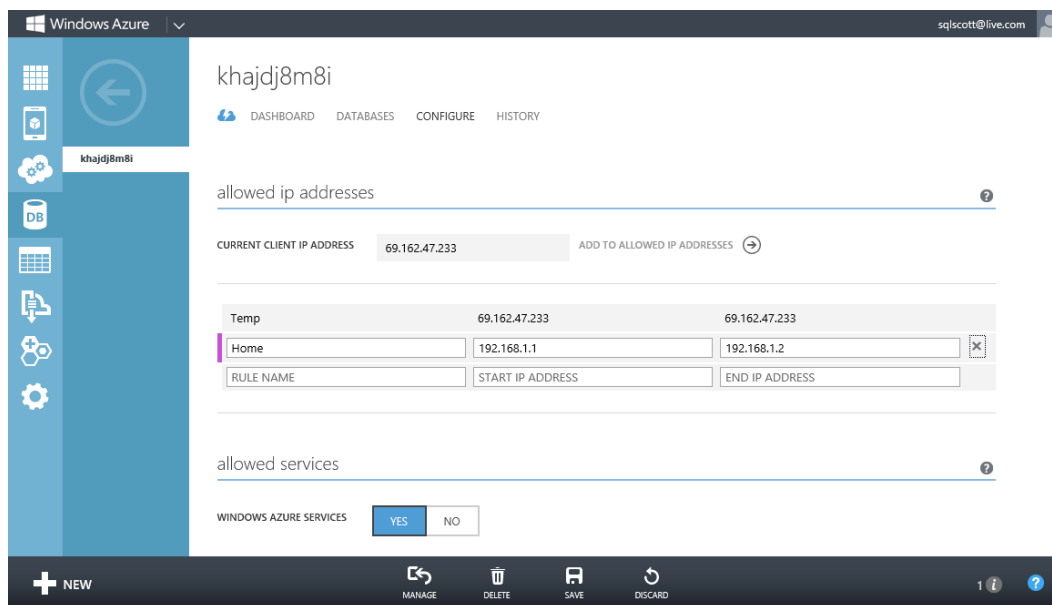 Windows Azure
sqlscott@live.com
khajdj8m8i
khajdj8m8i
DASHBOARD DATABASES CONFIGURE HISTORY
allowed ip addresses ?
CURRENT CLIENT IP ADDRESS 69.162.47.233 ADD TO ALLOWED IP ADDRESSES
Temp 69.162.47.233 69.162.47.233
Home 192.168.1.1 192.168.1.2
RULE NAME START IP ADDRESS END IP ADDRESS
DB
allowed services ?
WINDOWS AZURE SERVICES YES NO
NEW MANAGE DELETE SAVE DISCARD 1 i ?